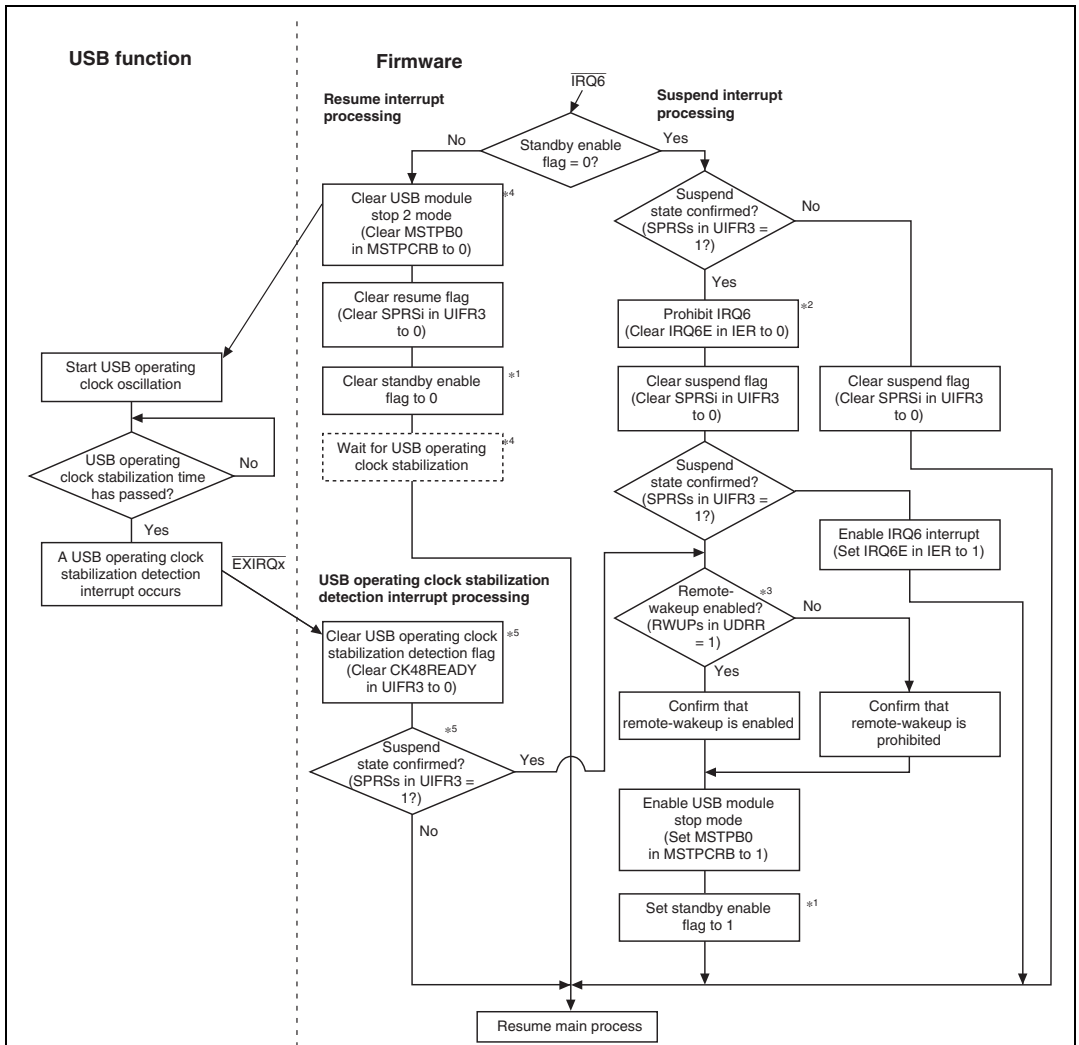 USB function
Firmware
IRQ6
Resume interrupt
processing
Suspend interrupt
processing
No
Standby enable
flag = 0?
Yes
Clear USB module
stop 2 mode
(Clear MSTPB0
in MSTPCRB to 0)
*4
Suspend
state confirmed?
(SPRSs in UIFR3 =
1?)
No
Yes
Clear resume flag
(Clear SPRSi in UIFR3
to 0)
Prohibit IRQ6
(Clear IRQ6E in IER to 0)
*2
Start USB operating
clock oscillation
Clear standby enable
flag to 0
*1
Clear suspend flag
(Clear SPRSi in UIFR3
to 0)
Clear suspend flag
(Clear SPRSi in UIFR3
to 0)
Wait for USB operating
clock stabilization
*4
USB operating
clock stabilization time
has passed?
No
Yes
Suspend
state confirmed?
(SPRSs in UIFR3 =
1?)
Enable IRQ6 interrupt
(Set IRQ6E in IER to 1)
A USB operating clock
stabilization detection
interrupt occurs
EXIRQx
USB operating clock stabilization
detection interrupt processing
Remote-
wakeup enabled?
(RWUPs in UDRR
= 1)
*3
No
Yes
Clear USB operating clock
stabilization detection flag
(Clear CK48READY
in UIFR3 to 0)
*5
Confirm that
remote-wakeup is enabled
Confirm that
remote-wakeup is
prohibited
*5
Suspend
state confirmed?
(SPRSs in UIFR3 =
1?)
Yes
No
Enable USB module
stop mode
(Set MSTPB0
in MSTPCRB to 1)
Set standby enable
flag to 1
*1
Resume main process